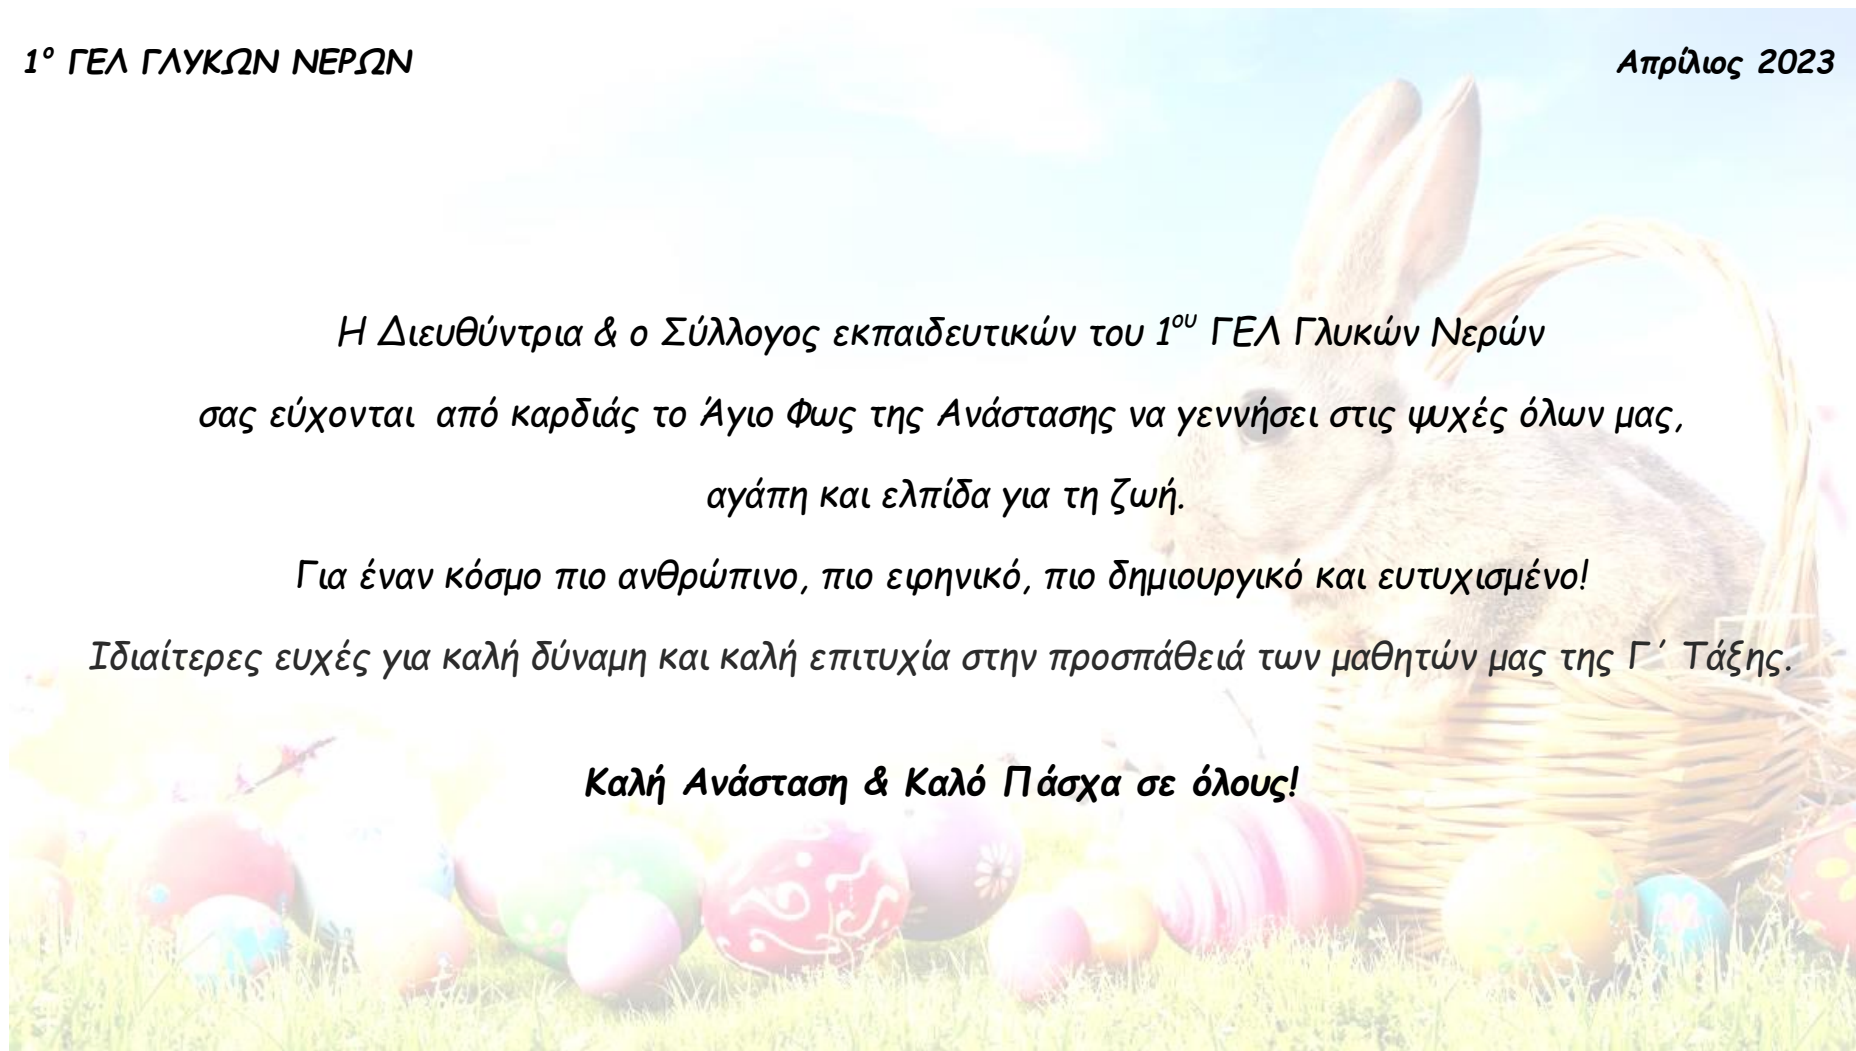 1ο ΓΕΛ ΓΛΥΚΩΝ ΝΕΡΩΝ
Απρίλιος 2023
Η Διευθύντρια & ο Σύλλογος εκπαιδευτικών του 1ου ΓΕΛ Γλυκών Νερών
σας εύχονται από καρδιάς το Άγιο Φως της Ανάστασης να γεννήσει στις ψυχές όλων μας,
αγάπη και ελπίδα για τη ζωή.
Για έναν κόσμο πιο ανθρώπινο, πιο ειρηνικό, πιο δημιουργικό και ευτυχισμένο!
Ιδιαίτερες ευχές για καλή δύναμη και καλή επιτυχία στην προσπάθειά των μαθητών μας της Γ΄ Τάξης.
Καλή Ανάσταση & Καλό Πάσχα σε όλους!